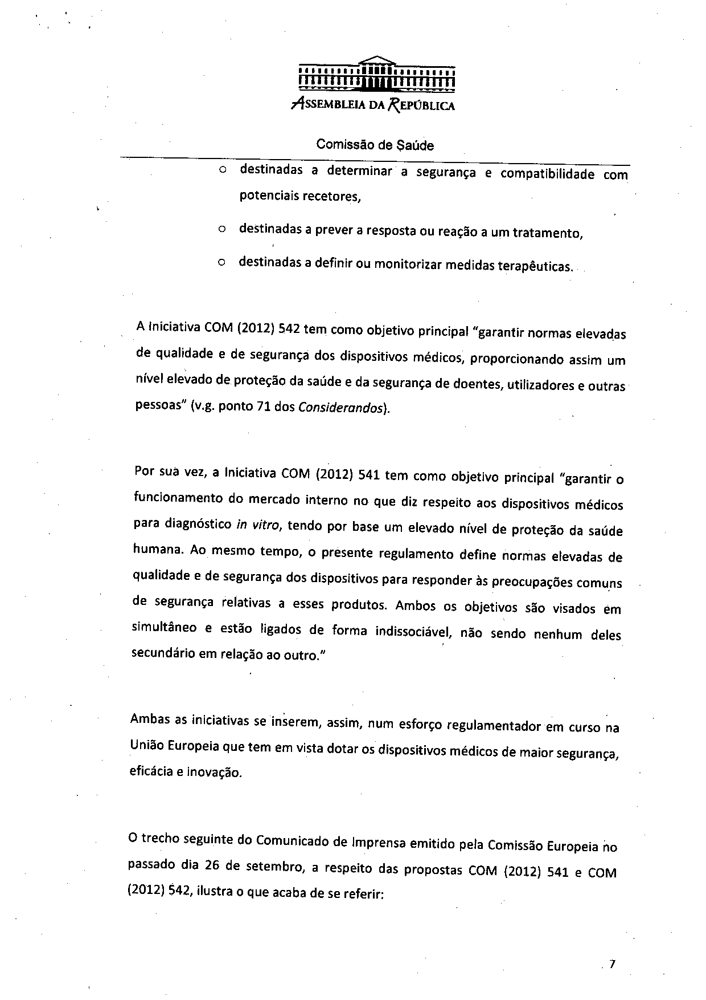 ASSEMBLEIA DA REPÚBLICA
Comissão de Saúde
o destinadas a determinar a segurança e compatibilidade com
potenciais recetores,
o destinadas a prever a resposta ou reação a um tratamento,
o destinadas a definir ou monitorizar medidas terapêuticas.
A Iniciativa COM (2012) 542 tem como objetivo principal "garantir normas elevadas
de qualidade e de segurança dos dispositivos médicos, proporcionando assim um
nível elevado de proteção da saúde e da segurança de doentes, utilizadores e outras
pessoas" (v.g. ponto 71 dos Considerandos).
Por sua vez, a Iniciativa COM (2012) 541 tem como objetivo principal "garantir o
funcionamento do mercado interno no que diz respeito aos dispositivos médicos
para diagnóstico in vitro, tendo por base um elevado nível de proteção da saúde
humana. Ao mesmo tempo, o presente regulamento define normas elevadas de
qualidade e de segurança dos dispositivos para responder às preocupações comuns
de segurança relativas a esses produtos. Ambos os objetivos são visados em
simultâneo e estão ligados de forma indissociável, não sendo nenhum deles
secundário em relação ao outro."
Ambas as iniciativas se inserem, assim, num esforço regulamentador em curso na
União Europeia que tem em vista dotar os dispositivos médicos de maior segurança,
eficácia e inovação.
O trecho seguinte do Comunicado de Imprensa emitido pela Comissão Europeia no
passado dia 26 de setembro, a respeito das propostas COM (2012) 541 e COM
(2012) 542, ilustra o que acaba de se referir:
7